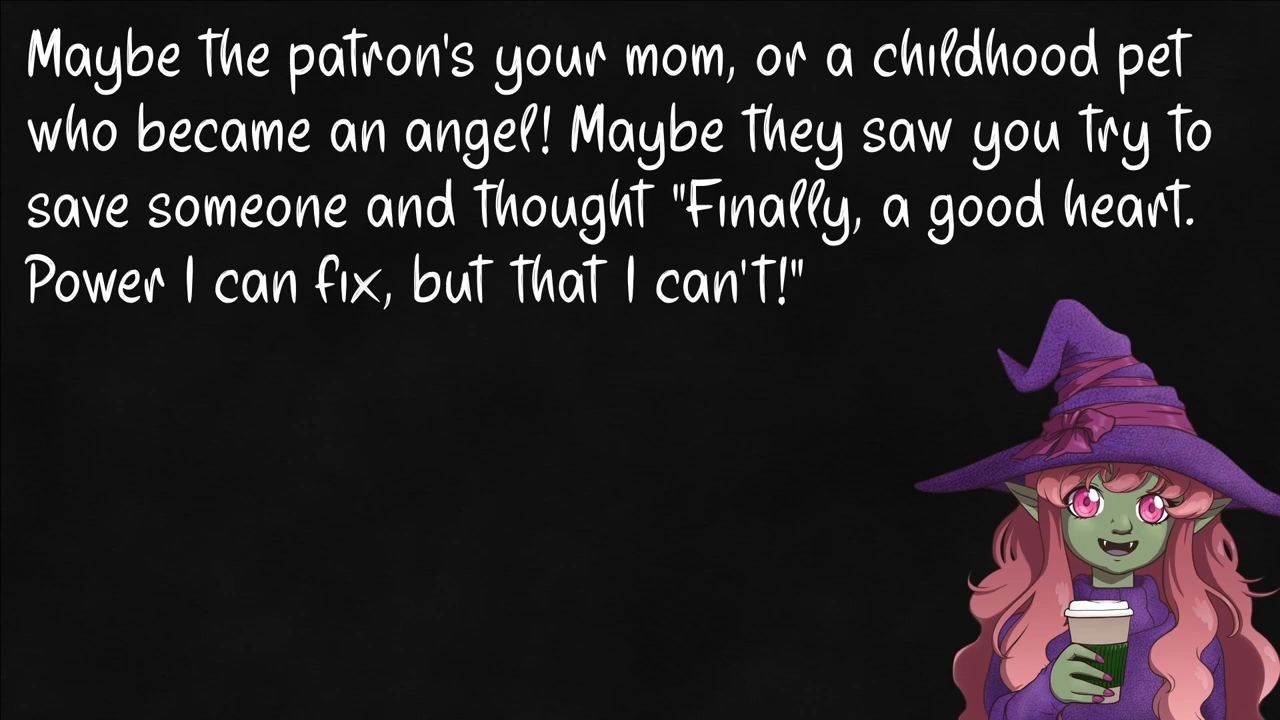 Maybe the patron's your mom, or a childhood pet
who became an angel! Maybe they saw you try to
save someone and thought "Finally, a good heart.
Power I can fix, but that I can't!"